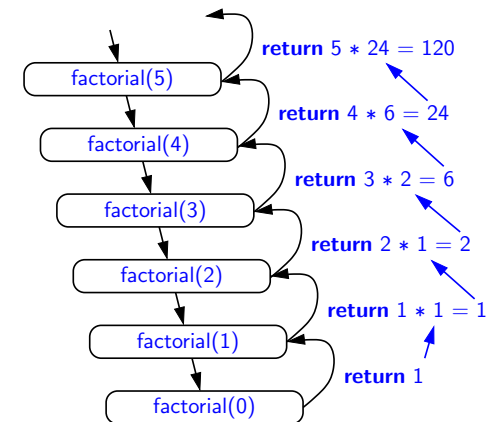 return 5 ∗ 24 = 120
factorial(5)
return 4 ∗ 6 = 24
factorial(4)
return 3 ∗ 2 = 6
factorial(3)
return 2 ∗ 1 = 2
factorial(2)
return 1 ∗ 1 = 1
factorial(1)
return 1
factorial(0)